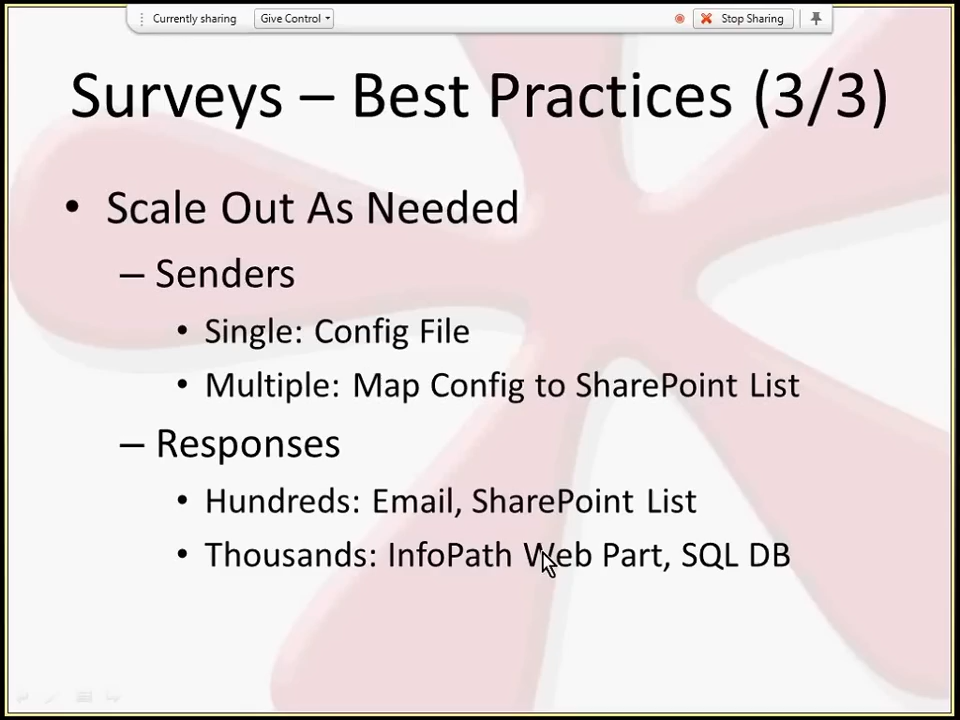 Currently sharing Give Control Stop Sharing
Surveys – Best Practices (3/3)
• Scale Out As Needed
– Senders
• Single: Config File
• Multiple: Map Config to SharePoint List
– Responses
• Hundreds: Email, SharePoint List
• Thousands: InfoPath Web Part, SQL DB